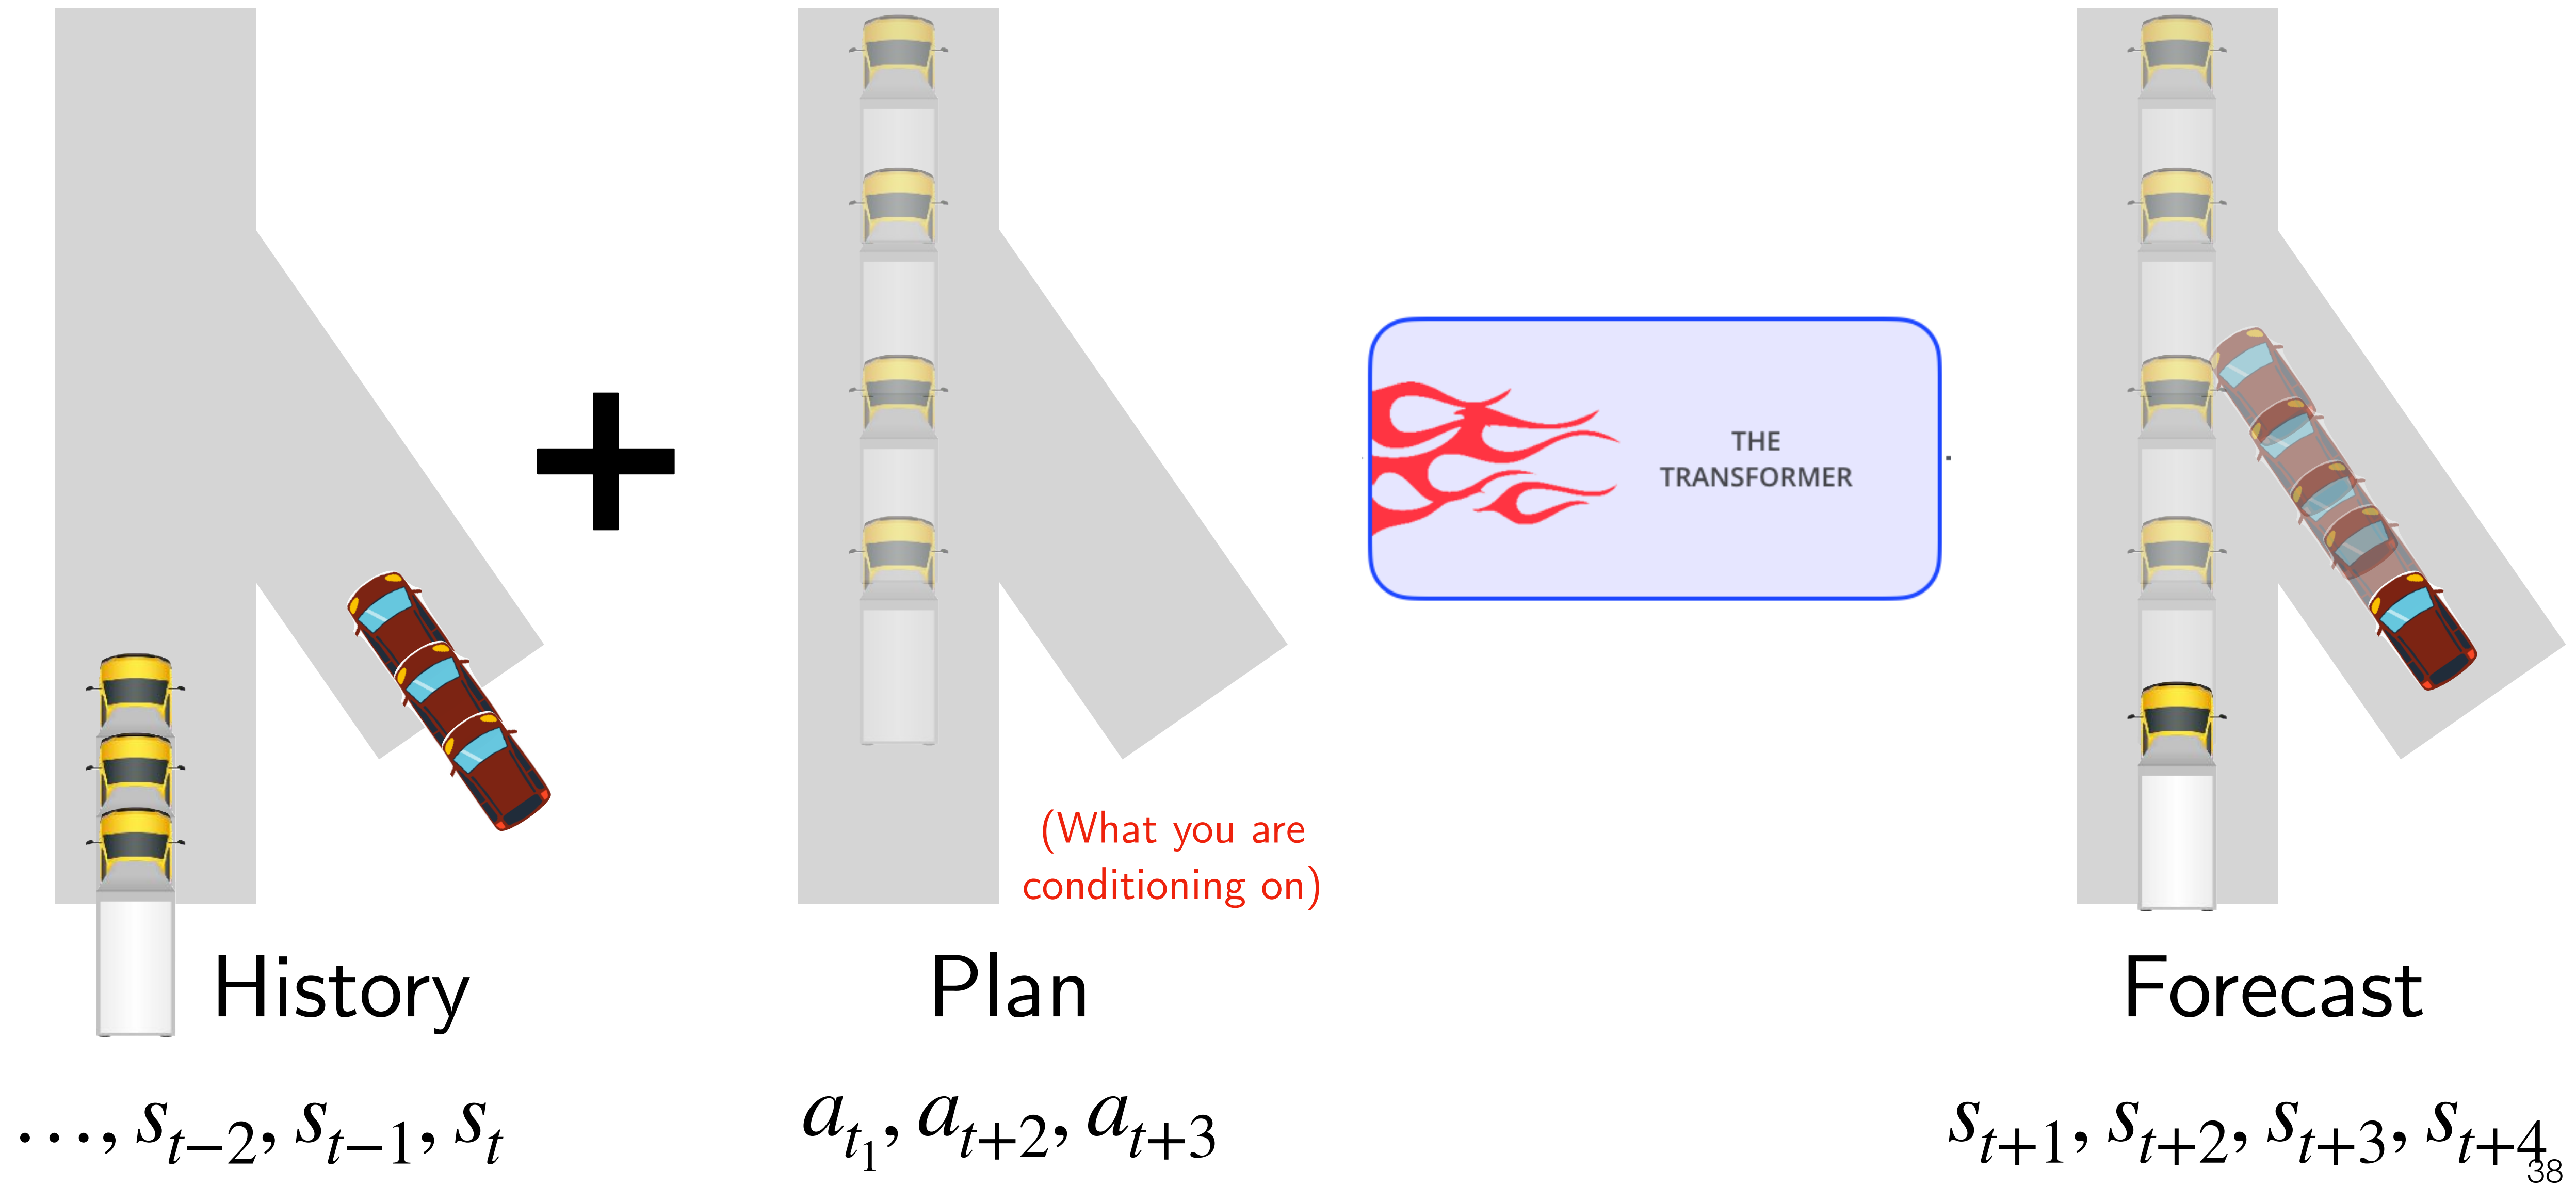 THE
TRANSFORMER
(What you are
conditioning on)
History
Plan
Forecast
…, s_{t−2}, s_{t−1}, s_t
a_{t_1}, a_{t+2}, a_{t+3}
s_{t+1}, s_{t+2}, s_{t+3}, s_{t+4}
38